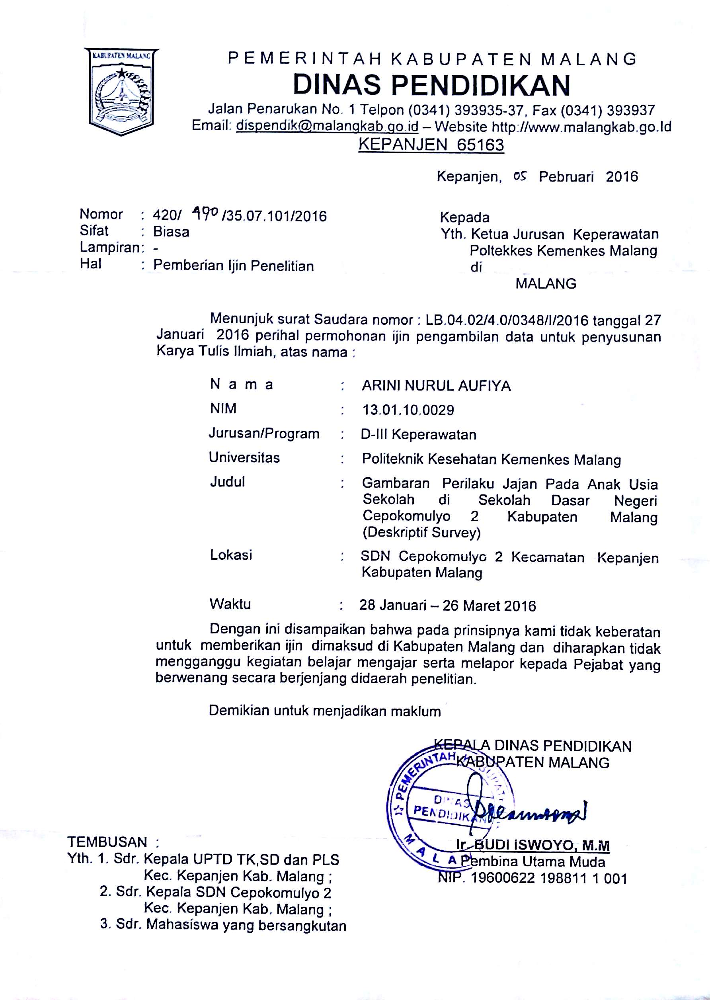 KABUPATEN MALANG
PEMERINTAH KABUPATEN MALANG
DINAS PENDIDIKAN
Jalan Penarukan No. 1 Telpon (0341) 393935-37, Fax (0341) 393937
Email: dispendik@malangkab.go.id – Website http://www.malangkab.go.Id
KEPANJEN 65163
Kepanjen, 05 Pebruari 2016
Nomor : 420/ 490 /35.07.101/2016
Sifat : Biasa
Lampiran: -
Hal : Pemberian Ijin Penelitian
Kepada
Yth. Ketua Jurusan Keperawatan
Poltekkes Kemenkes Malang
di
MALANG
Menunjuk surat Saudara nomor : LB.04.02/4.0/0348/I/2016 tanggal 27
Januari 2016 perihal permohonan ijin pengambilan data untuk penyusunan
Karya Tulis Ilmiah, atas nama :
N a m a : ARINI NURUL AUFIYA
NIM : 13.01.10.0029
Jurusan/Program : D-III Keperawatan
Universitas : Politeknik Kesehatan Kemenkes Malang
Judul : Gambaran Perilaku Jajan Pada Anak Usia
Sekolah di Sekolah Dasar Negeri
Cepokomulyo 2 Kabupaten Malang
(Deskriptif Survey)
Lokasi : SDN Cepokomulyo 2 Kecamatan Kepanjen
Kabupaten Malang
Waktu : 28 Januari – 26 Maret 2016
Dengan ini disampaikan bahwa pada prinsipnya kami tidak keberatan
untuk memberikan ijin dimaksud di Kabupaten Malang dan diharapkan tidak
mengganggu kegiatan belajar mengajar serta melapor kepada Pejabat yang
berwenang secara berjenjang didaerah penelitian.
Demikian untuk menjadikan maklum
KEPALA DINAS PENDIDIKAN
KABUPATEN MALANG
PEMERINTAH KABUPATEN
DINAS
PENDIDIKAN
MALANG
Ir. BUDI ISWOYO, M.M
Pembina Utama Muda
NIP. 19600622 198811 1 001
TEMBUSAN :
Yth. 1. Sdr. Kepala UPTD TK,SD dan PLS
Kec. Kepanjen Kab. Malang ;
2. Sdr. Kepala SDN Cepokomulyo 2
Kec. Kepanjen Kab. Malang ;
3. Sdr. Mahasiswa yang bersangkutan